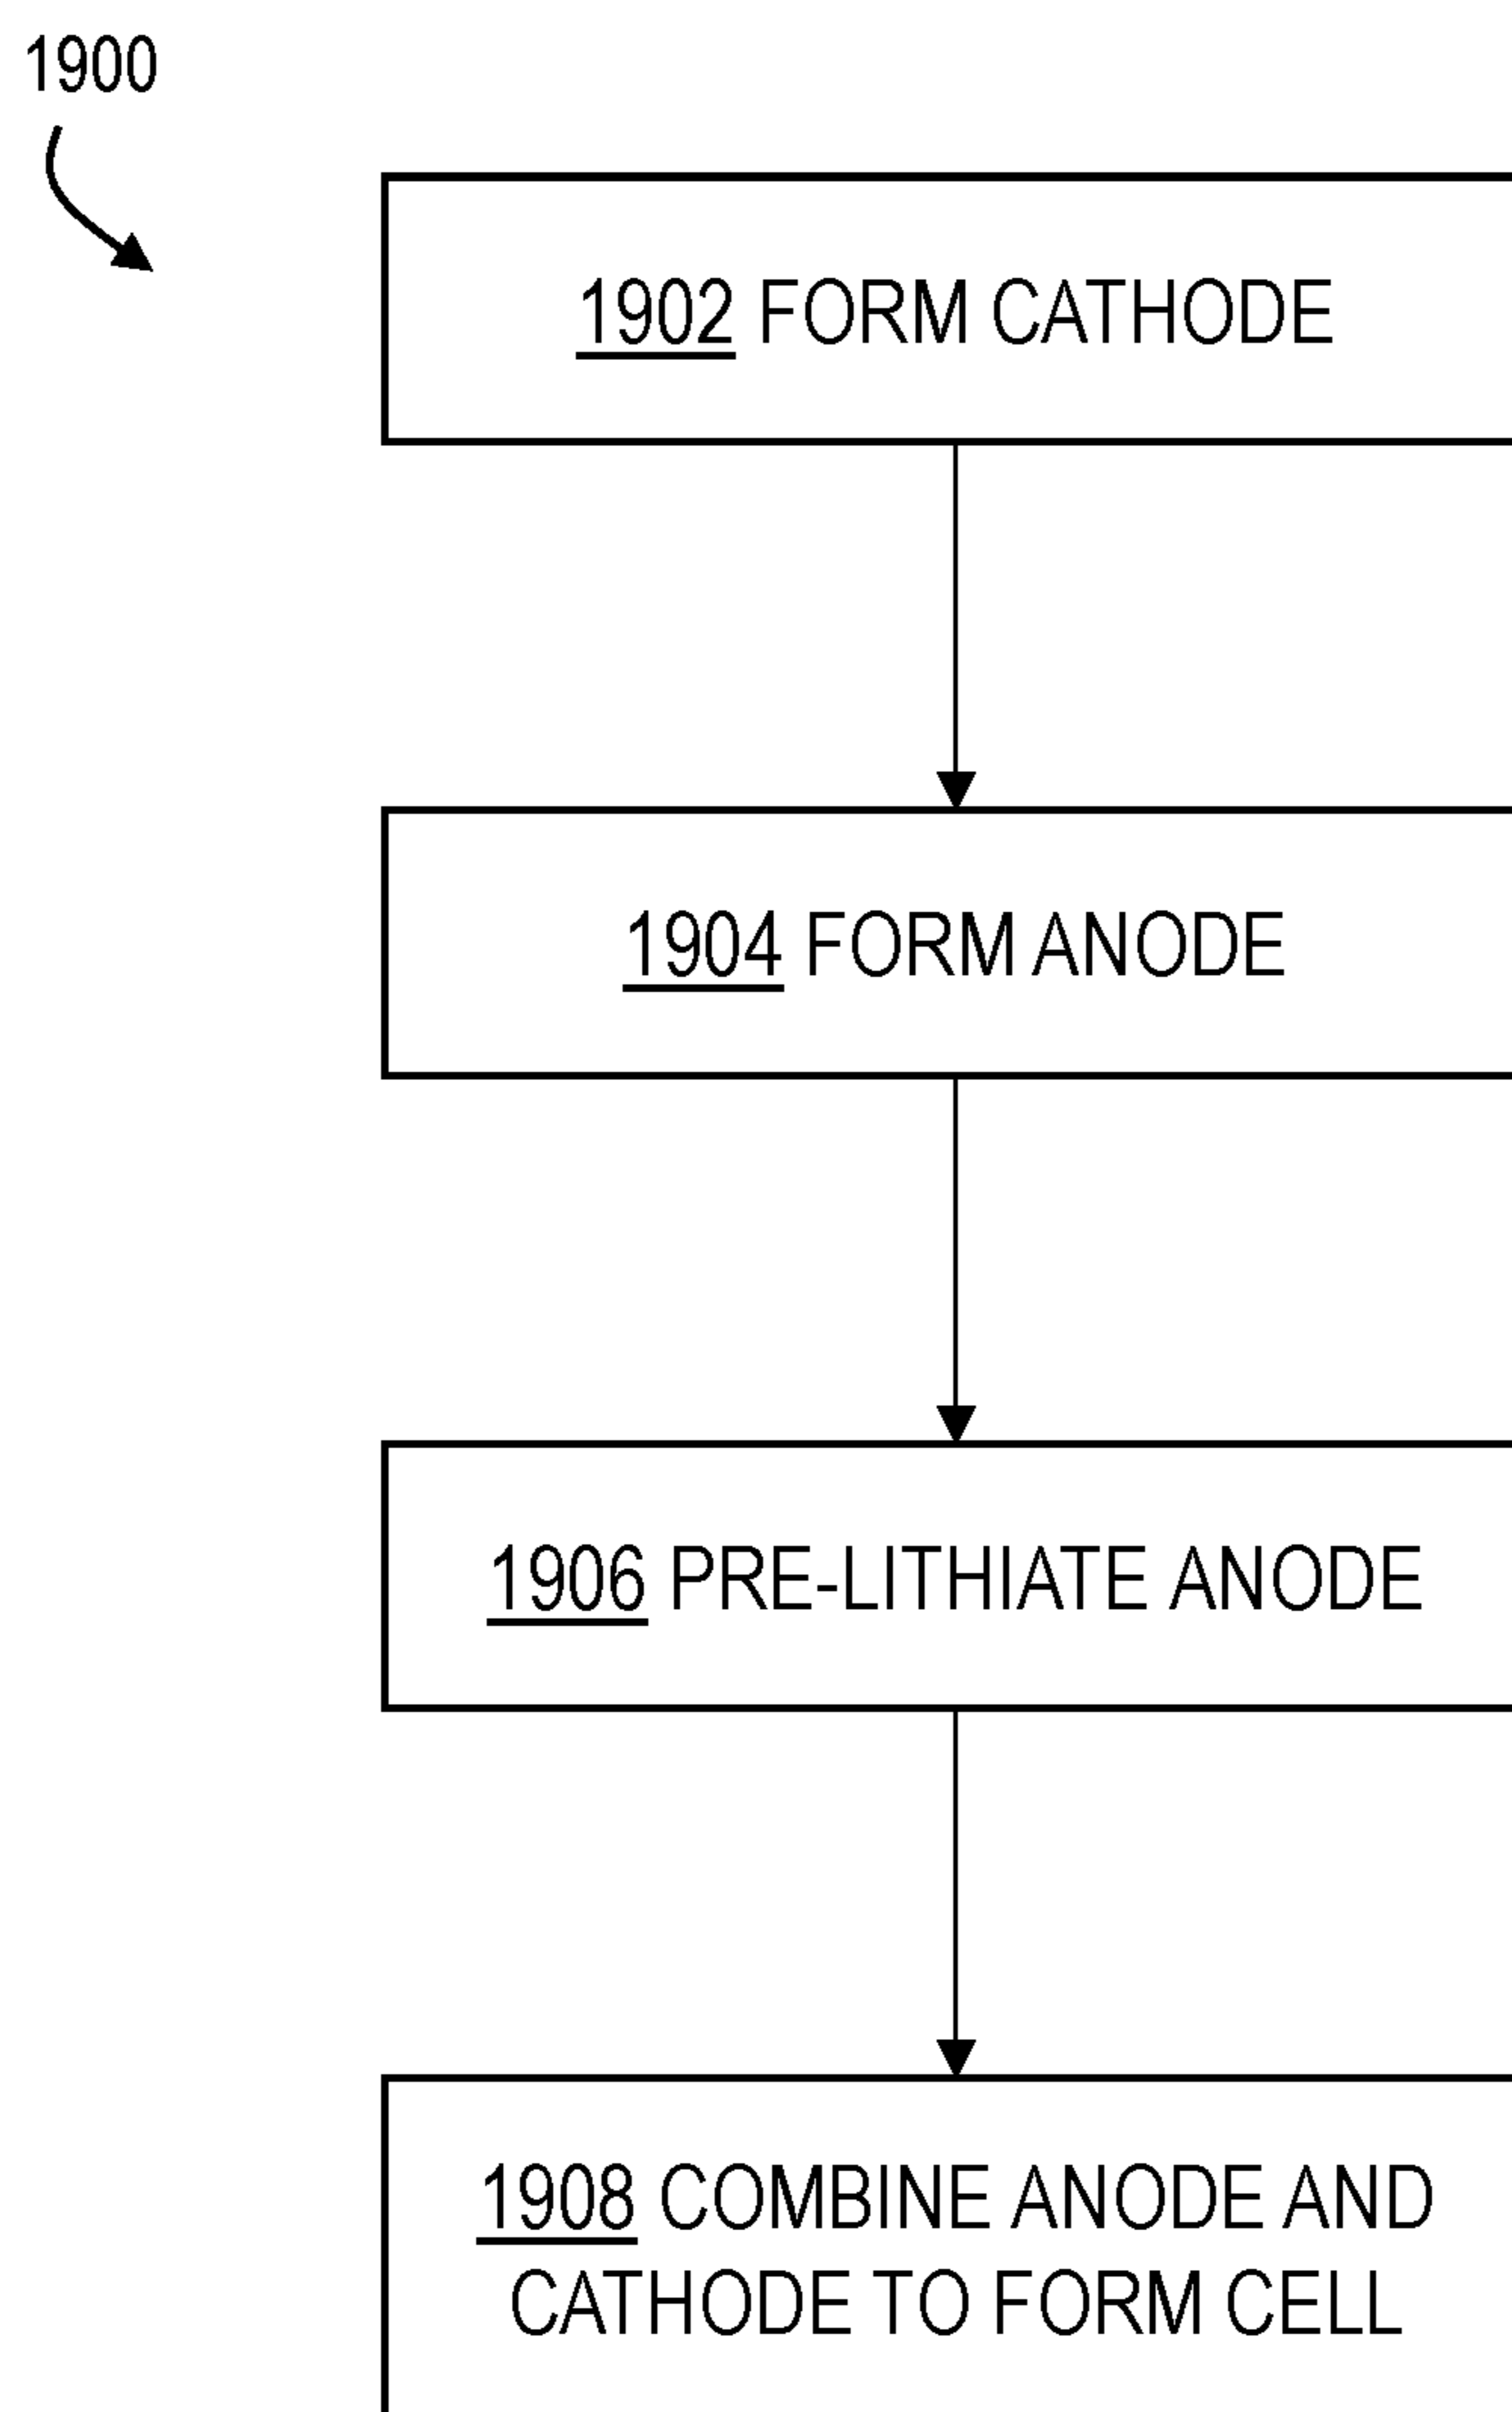 1900
1902 FORM CATHODE
1904 FORM ANODE
1906 PRE-LITHIATE ANODE
1908 COMBINE ANODE AND
CATHODE TO FORM CELL